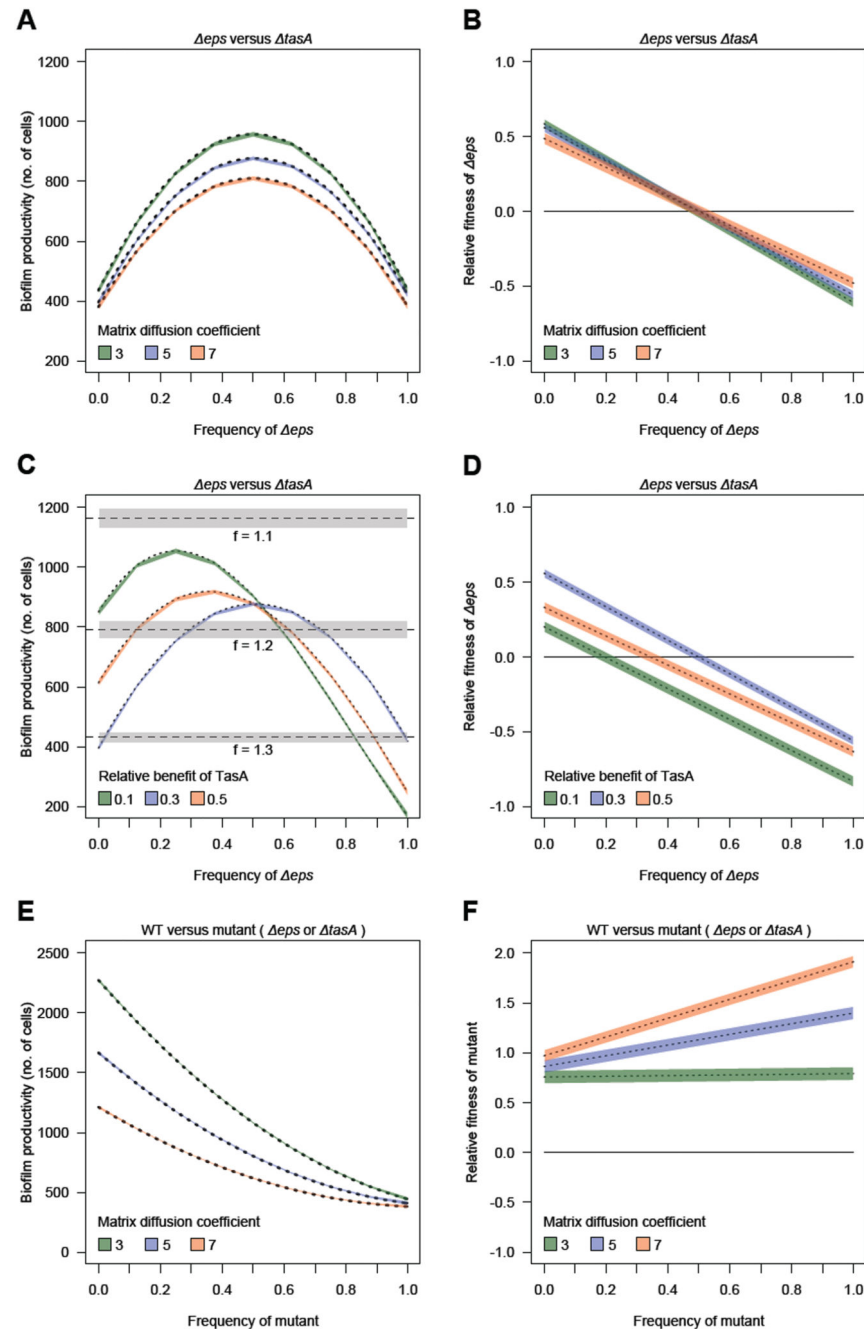 A
Δeps versus ΔtasA
Biofilm productivity (no. of cells)
1200
1000
800
600
400
200
Matrix diffusion coefficient
3 5 7
0.0 0.2 0.4 0.6 0.8 1.0
Frequency of Δeps
B
Δeps versus ΔtasA
Relative fitness of Δeps
1.0
0.5
0.0
-0.5
-1.0
Matrix diffusion coefficient
3 5 7
0.0 0.2 0.4 0.6 0.8 1.0
Frequency of Δeps
C
Δeps versus ΔtasA
Biofilm productivity (no. of cells)
1200
1000
800
600
400
200
f = 1.1
f = 1.2
f = 1.3
Relative benefit of TasA
0.1 0.3 0.5
0.0 0.2 0.4 0.6 0.8 1.0
Frequency of Δeps
D
Δeps versus ΔtasA
Relative fitness of Δeps
1.0
0.5
0.0
-0.5
-1.0
Relative benefit of TasA
0.1 0.3 0.5
0.0 0.2 0.4 0.6 0.8 1.0
Frequency of Δeps
E
WT versus mutant ( Δeps or ΔtasA )
Biofilm productivity (no. of cells)
2500
2000
1500
1000
500
0
Matrix diffusion coefficient
3 5 7
0.0 0.2 0.4 0.6 0.8 1.0
Frequency of mutant
F
WT versus mutant ( Δeps or ΔtasA )
Relative fitness of mutant
2.0
1.5
1.0
0.5
0.0
-0.5
-1.0
Matrix diffusion coefficient
3 5 7
0.0 0.2 0.4 0.6 0.8 1.0
Frequency of mutant